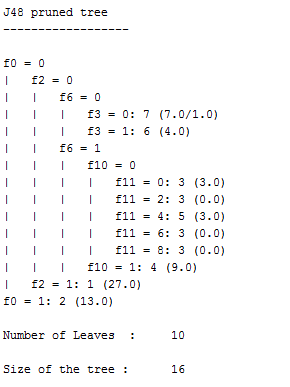 J48 pruned tree
------------------
f0 = 0
|   f2 = 0
|   |   f6 = 0
|   |   |   f3 = 0: 7 (7.0/1.0)
|   |   |   f3 = 1: 6 (4.0)
|   |   f6 = 1
|   |   |   f10 = 0
|   |   |   |   f11 = 0: 3 (3.0)
|   |   |   |   f11 = 2: 3 (0.0)
|   |   |   |   f11 = 4: 5 (3.0)
|   |   |   |   f11 = 6: 3 (0.0)
|   |   |   |   f11 = 8: 3 (0.0)
|   |   |   f10 = 1: 4 (9.0)
|   f2 = 1: 1 (27.0)
f0 = 1: 2 (13.0)
Number of Leaves  :     10
Size of the tree :      16